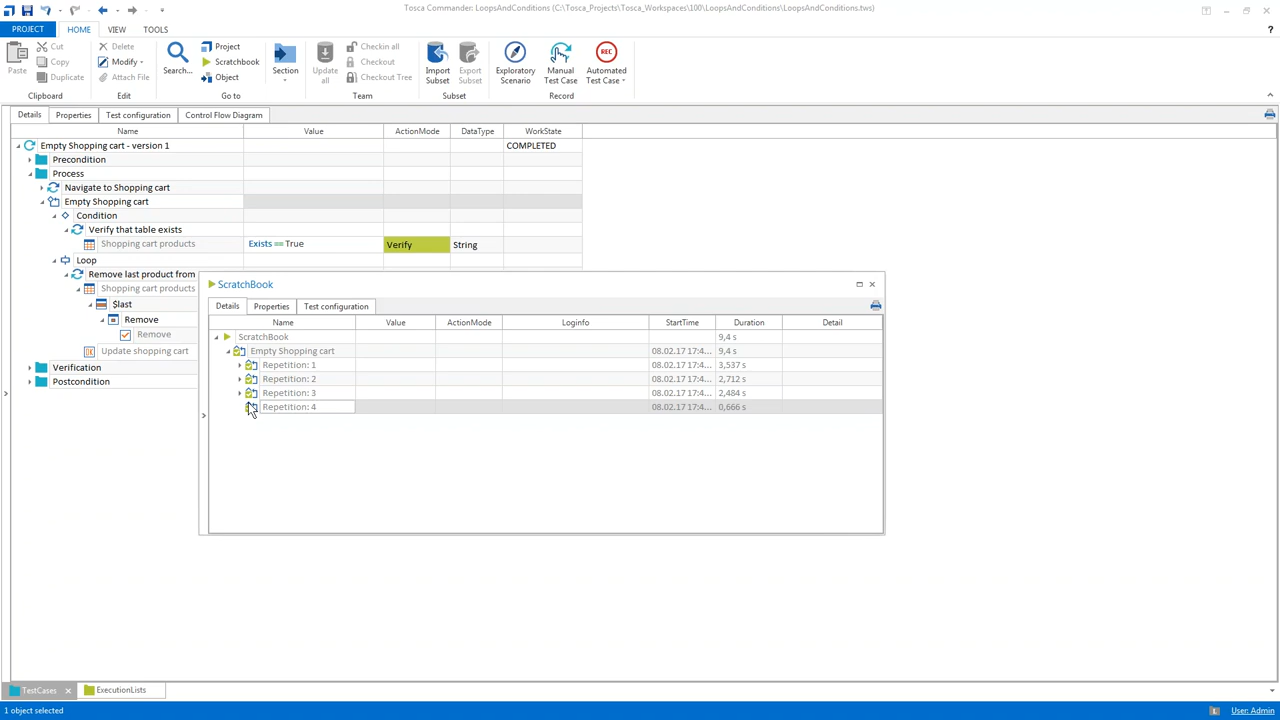 Tosca Commander: LoopsAndConditions (C:\Tosca_Projects\Tosca_Workspaces\100\LoopsAndConditions\LoopsAndConditions.tws)
PROJECT HOME VIEW TOOLS ?
Paste
Cut
Copy
Duplicate
Clipboard
Delete
Modify
Attach File
Edit
Search...
Project
Scratchbook
Object
Go to
Section
Update all
Checkin all
Checkout
Checkout Tree
Team
Import Subset
Export Subset
Subset
Exploratory Scenario
Manual Test Case
REC
Automated Test Case
Record
Details Properties Test configuration Control Flow Diagram
Name Value ActionMode DataType WorkState
Empty Shopping cart - version 1 COMPLETED
Precondition
Process
Navigate to Shopping cart
Empty Shopping cart
Condition
Verify that table exists
Shopping cart products Exists == True Verify String
Loop
Remove last product from
Shopping cart products
$last
Remove
Remove
Update shopping cart
Verification
Postcondition
ScratchBook
Details Properties Test configuration
Name Value ActionMode Loginfo StartTime Duration Detail
ScratchBook 9,4 s
Empty Shopping cart 08.02.17 17:4... 9,4 s
Repetition: 1 08.02.17 17:4... 3,537 s
Repetition: 2 08.02.17 17:4... 2,712 s
Repetition: 3 08.02.17 17:4... 2,484 s
Repetition: 4 08.02.17 17:4... 0,666 s
TestCases ExecutionLists
1 object selected User: Admin